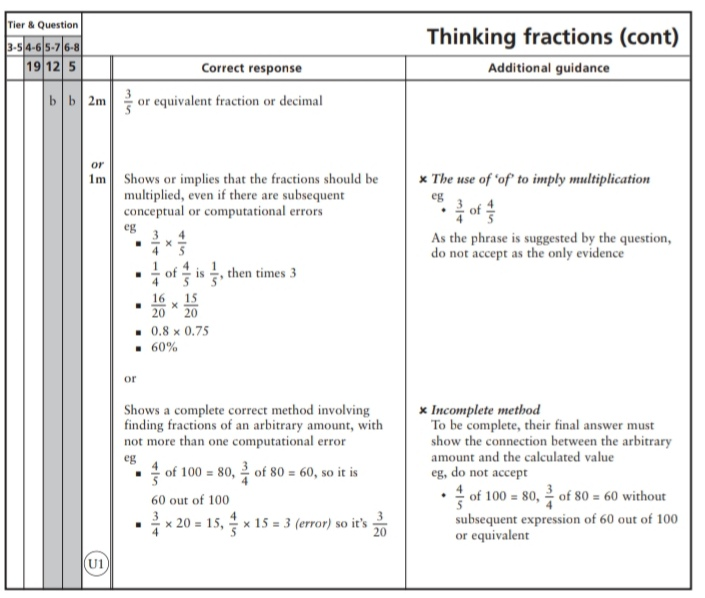 Tier & Question
Thinking fractions (cont)
3-5 4-6 5-7 6-8
19 12 5
Correct response
Additional guidance
b b 2m
3/5 or equivalent fraction or decimal
or
1m
Shows or implies that the fractions should be
multiplied, even if there are subsequent
conceptual or computational errors
eg
▪ 3/4 × 4/5
▪ 1/4 of 4/5 is 1/5, then times 3
▪ 16/20 × 15/20
▪ 0.8 × 0.75
▪ 60%
× The use of ‘of’ to imply multiplication
eg
• 3/4 of 4/5
As the phrase is suggested by the question,
do not accept as the only evidence
or
Shows a complete correct method involving
finding fractions of an arbitrary amount, with
not more than one computational error
eg
▪ 4/5 of 100 = 80, 3/4 of 80 = 60, so it is
60 out of 100
▪ 3/4 × 20 = 15, 4/5 × 15 = 3 (error) so it's 3/20
× Incomplete method
To be complete, their final answer must
show the connection between the arbitrary
amount and the calculated value
eg, do not accept
• 4/5 of 100 = 80, 3/4 of 80 = 60 without
subsequent expression of 60 out of 100
or equivalent
U1